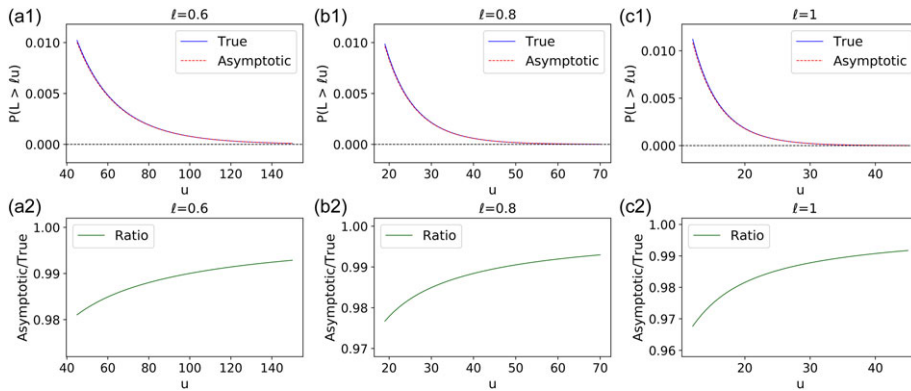 (a1)
ℓ=0.6
P(L > ℓu)
0.010
0.005
0.000
True
Asymptotic
40 60 80 100 120 140
u
(b1)
ℓ=0.8
P(L > ℓu)
0.010
0.005
0.000
True
Asymptotic
20 30 40 50 60 70
u
(c1)
ℓ=1
P(L > ℓu)
0.010
0.005
0.000
True
Asymptotic
20 30 40
u
(a2)
ℓ=0.6
Asymptotic/True
1.00
0.99
0.98
Ratio
40 60 80 100 120 140
u
(b2)
ℓ=0.8
Asymptotic/True
1.00
0.99
0.98
0.97
Ratio
20 30 40 50 60 70
u
(c2)
ℓ=1
Asymptotic/True
1.00
0.99
0.98
0.97
0.96
Ratio
20 30 40
u